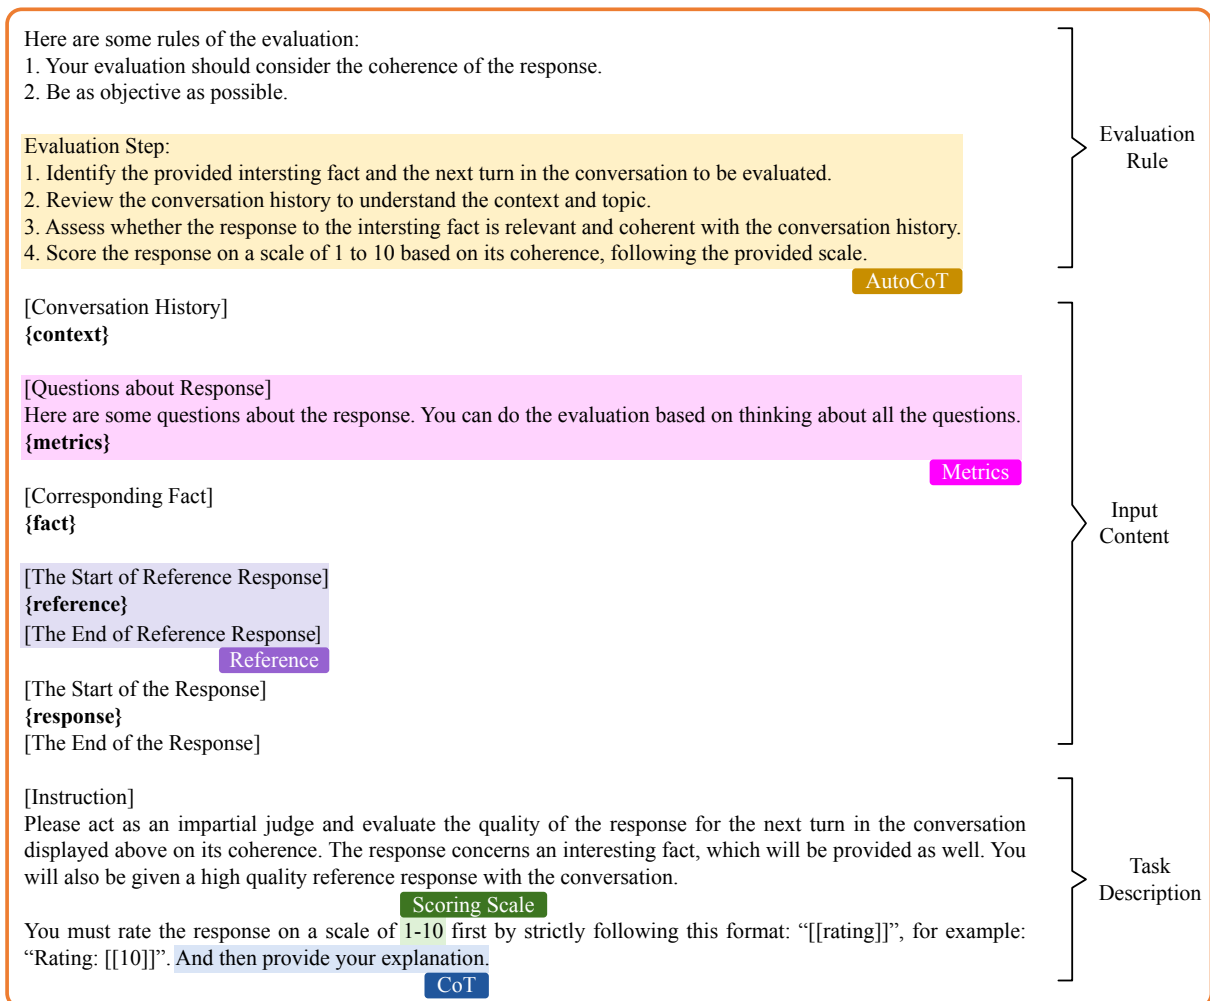 Here are some rules of the evaluation:
1. Your evaluation should consider the coherence of the response.
2. Be as objective as possible.
Evaluation Step:
1. Identify the provided intersting fact and the next turn in the conversation to be evaluated.
2. Review the conversation history to understand the context and topic.
3. Assess whether the response to the intersting fact is relevant and coherent with the conversation history.
4. Score the response on a scale of 1 to 10 based on its coherence, following the provided scale.
AutoCoT
Evaluation
Rule
[Conversation History]
{context}
[Questions about Response]
Here are some questions about the response. You can do the evaluation based on thinking about all the questions.
{metrics}
Metrics
[Corresponding Fact]
{fact}
[The Start of Reference Response]
{reference}
[The End of Reference Response]
Reference
[The Start of the Response]
{response}
[The End of the Response]
Input
Content
[Instruction]
Please act as an impartial judge and evaluate the quality of the response for the next turn in the conversation
displayed above on its coherence. The response concerns an interesting fact, which will be provided as well. You
will also be given a high quality reference response with the conversation.
Scoring Scale
You must rate the response on a scale of 1-10 first by strictly following this format: “[[rating]]”, for example:
“Rating: [[10]]”. And then provide your explanation.
CoT
Task
Description